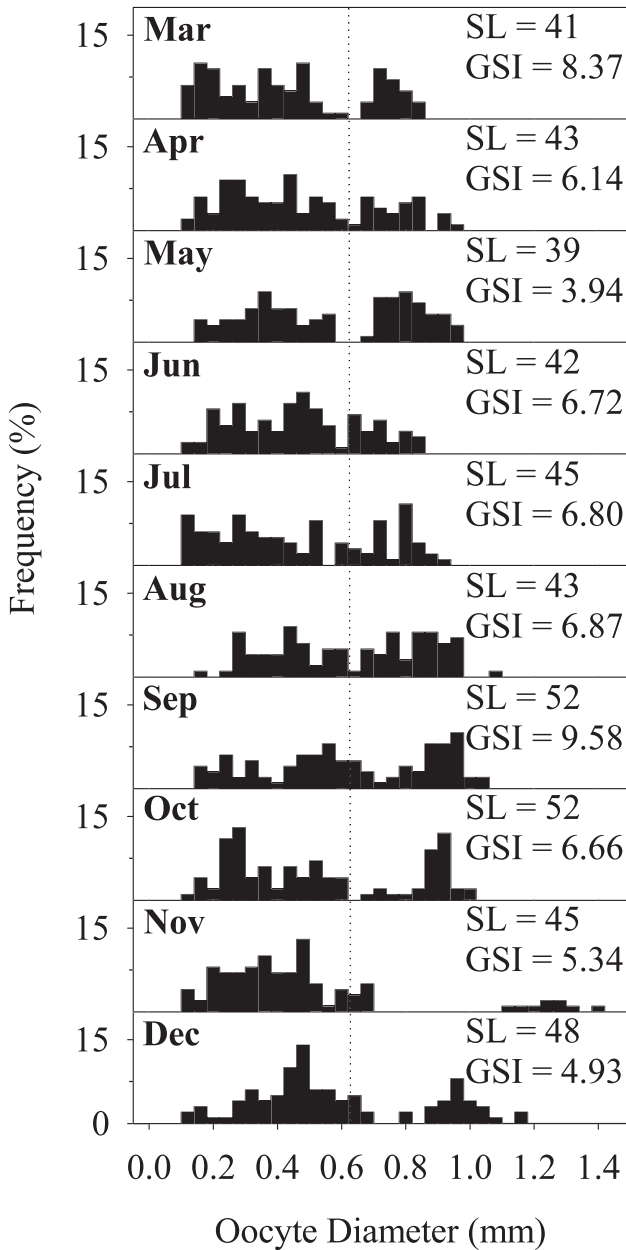 15 Mar SL = 41
GSI = 8.37
15 Apr SL = 43
GSI = 6.14
15 May SL = 39
GSI = 3.94
15 Jun SL = 42
GSI = 6.72
15 Jul SL = 45
GSI = 6.80
15 Aug SL = 43
GSI = 6.87
15 Sep SL = 52
GSI = 9.58
15 Oct SL = 52
GSI = 6.66
15 Nov SL = 45
GSI = 5.34
15 Dec SL = 48
GSI = 4.93
0
Frequency (%)
0.0 0.2 0.4 0.6 0.8 1.0 1.2 1.4
Oocyte Diameter (mm)